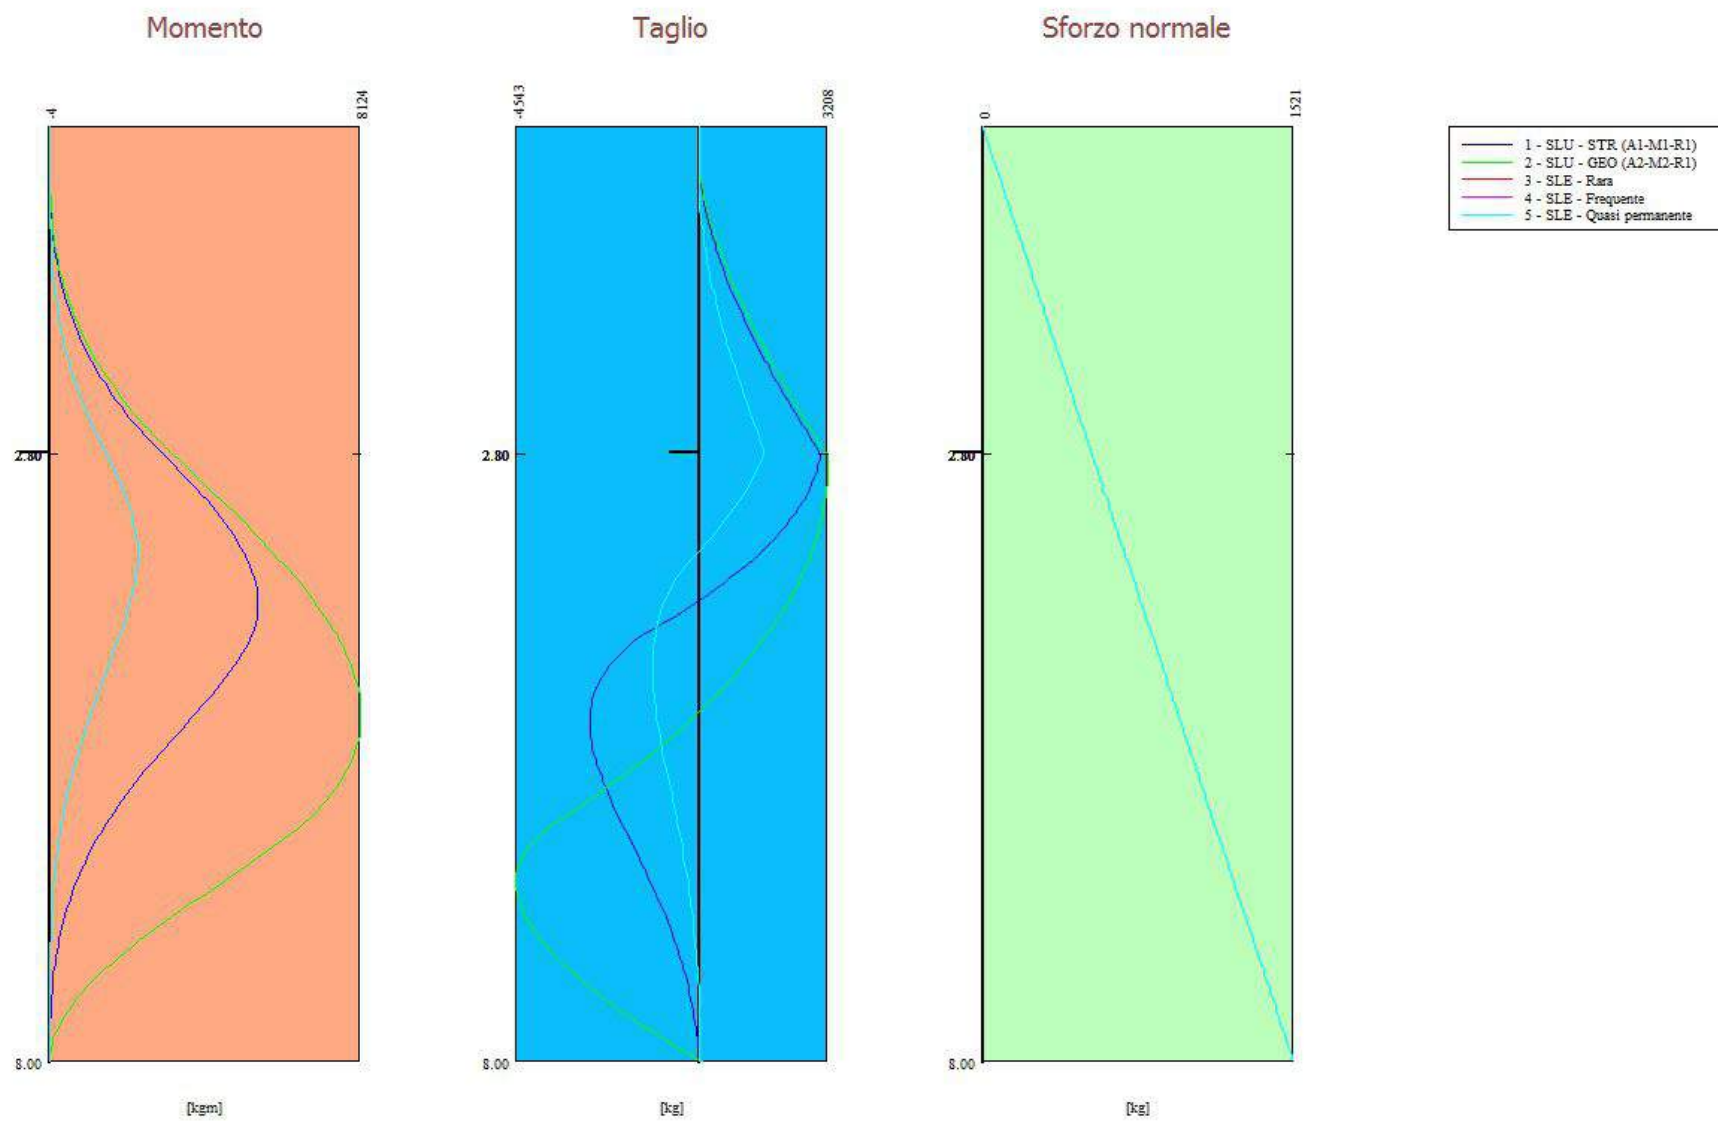 Momento
Taglio
Sforzo normale
-4
8124
-4543
3208
0
1521
1 - SLU - STR (A1-M1-R1)
2 - SLU - GEO (A2-M2-R1)
3 - SLE - Rara
4 - SLE - Frequente
5 - SLE - Quasi permanente
2.80
2.80
2.80
8.00
8.00
8.00
[kgm]
[kg]
[kg]